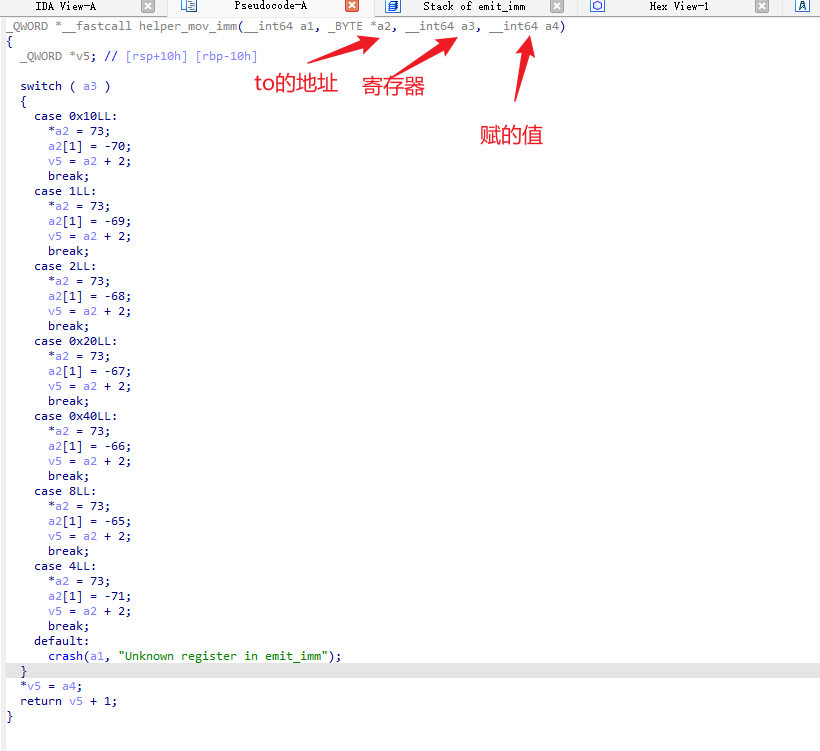 IDA View-A Pseudocode-A Stack of emit_imm Hex View-1 A
_QWORD *__fastcall helper_mov_imm(__int64 a1, _BYTE *a2, __int64 a3, __int64 a4)
{
  _QWORD *v5; // [rsp+10h] [rbp-10h]
to的地址 寄存器
赋的值
  switch ( a3 )
  {
    case 0x10LL:
      *a2 = 73;
      a2[1] = -70;
      v5 = a2 + 2;
      break;
    case 1LL:
      *a2 = 73;
      a2[1] = -69;
      v5 = a2 + 2;
      break;
    case 2LL:
      *a2 = 73;
      a2[1] = -68;
      v5 = a2 + 2;
      break;
    case 0x20LL:
      *a2 = 73;
      a2[1] = -67;
      v5 = a2 + 2;
      break;
    case 0x40LL:
      *a2 = 73;
      a2[1] = -66;
      v5 = a2 + 2;
      break;
    case 8LL:
      *a2 = 73;
      a2[1] = -65;
      v5 = a2 + 2;
      break;
    case 4LL:
      *a2 = 73;
      a2[1] = -71;
      v5 = a2 + 2;
      break;
    default:
      crash(a1, "Unknown register in emit_imm");
  }
  *v5 = a4;
  return v5 + 1;
}